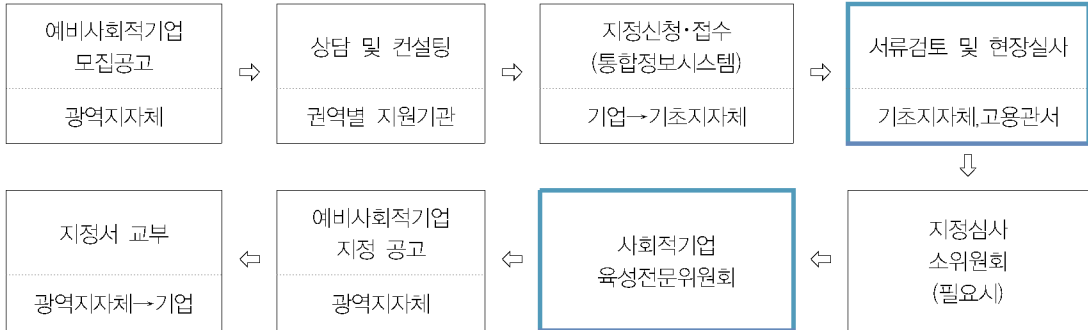 예비사회적기업
모집공고
광역지자체
⇨
상담 및 컨설팅
권역별 지원기관
⇨
지정신청·접수
(통합정보시스템)
기업→기초지자체
⇨
서류검토 및 현장실사
기초지자체,고용관서
⇩
지정심사
소위원회
(필요시)
⇦
사회적기업
육성전문위원회
⇦
예비사회적기업
지정 공고
광역지자체
⇦
지정서 교부
광역지자체→기업